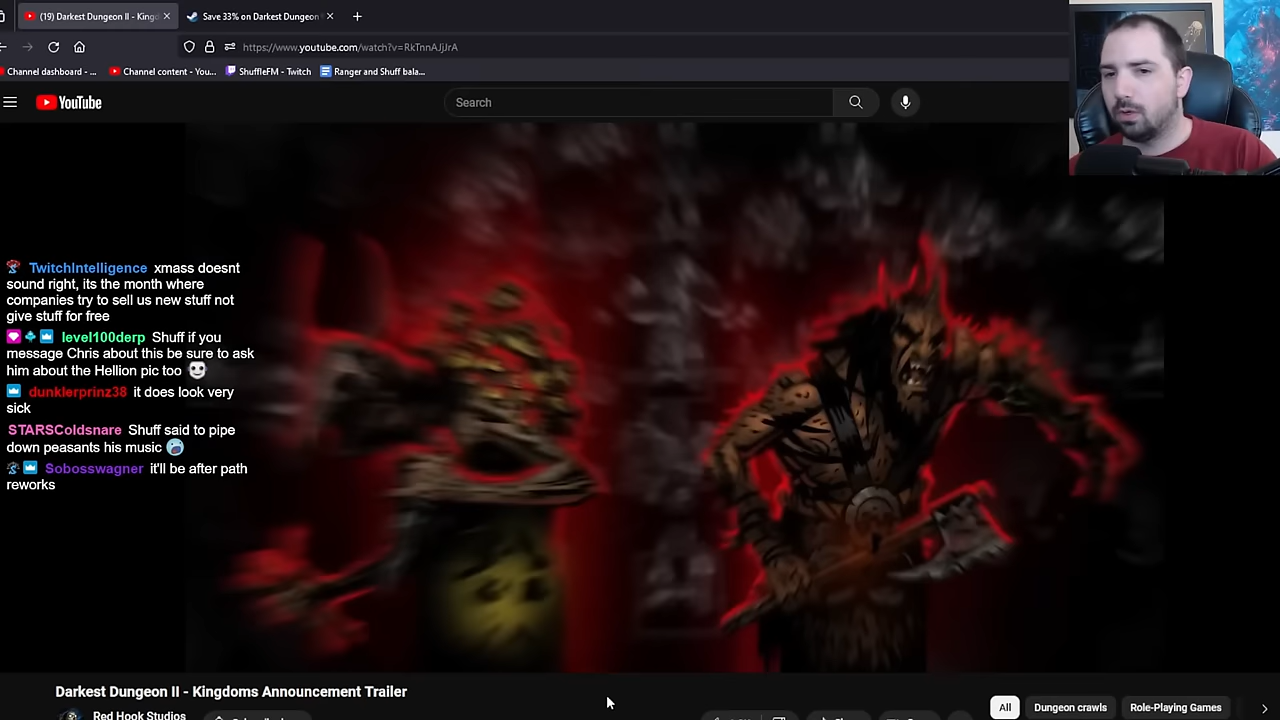 (19) Darkest Dungeon II - Kingd
Save 33% on Darkest Dungeon
https://www.youtube.com/watch?v=RkTnnAJjJrA
Channel dashboard - ...
Channel content - You...
ShuffleFM - Twitch
Ranger and Shuff bala...
YouTube
Search
TwitchIntelligence xmass doesnt
sound right, its the month where
companies try to sell us new stuff not
give stuff for free
level100derp Shuff if you
message Chris about this be sure to ask
him about the Hellion pic too
dunklerprinz38 it does look very
sick
STARSColdsnare Shuff said to pipe
down peasants his music
Sobosswagner it'll be after path
reworks
Darkest Dungeon II - Kingdoms Announcement Trailer
Red Hook Studios
All
Dungeon crawls
Role-Playing Games